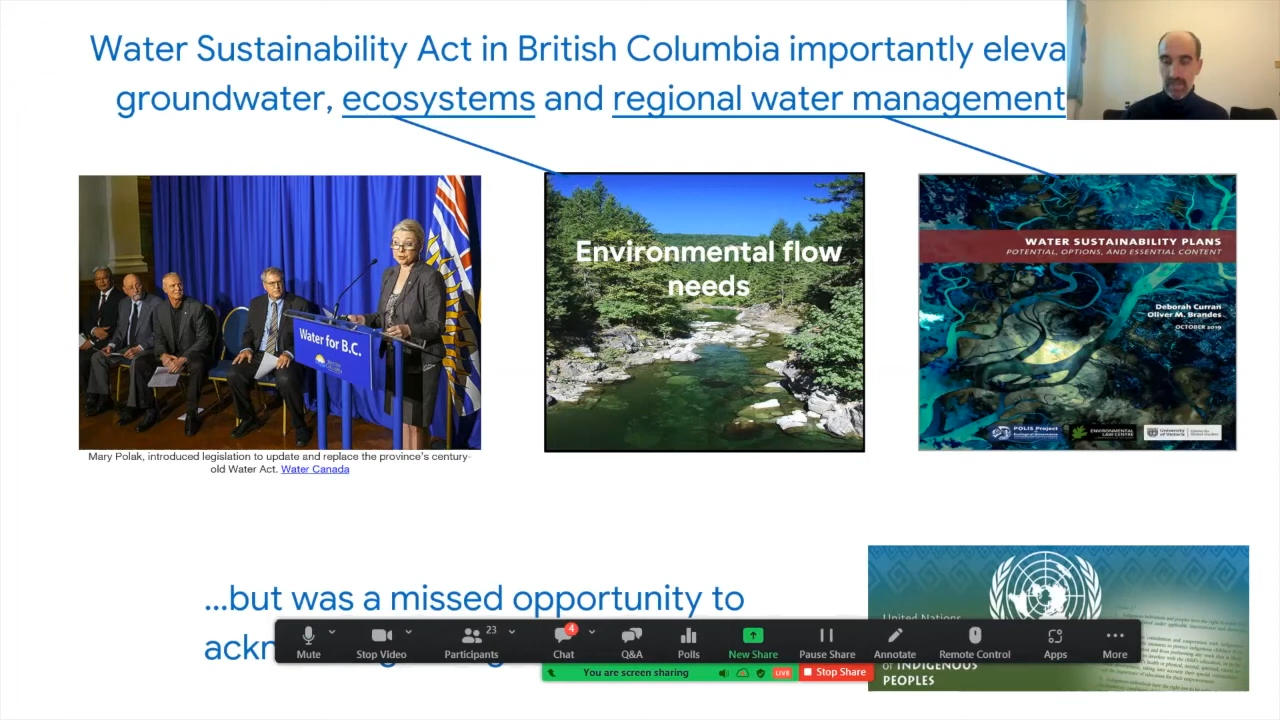 Water Sustainability Act in British Columbia importantly eleva
groundwater, ecosystems and regional water management
Water for B.C.
Mary Polak, introduced legislation to update and replace the province's century-
old Water Act. Water Canada
Environmental flow
needs
WATER SUSTAINABILITY PLANS
POTENTIAL, OPTIONS, AND ESSENTIAL CONTENT
Deborah Curran
Oliver M. Brandes
OCTOBER 2019
POLIS Project
ENVIRONMENTAL
LAW CENTRE
University
of Victoria
...but was a missed opportunity to
ackn
United Nations
OF INDIGENOUS
PEOPLES
Mute
Stop Video
23
Participants
4
Chat
Q&A
Polls
New Share
Pause Share
Annotate
Remote Control
Apps
More
You are screen sharing
LIVE
Stop Share